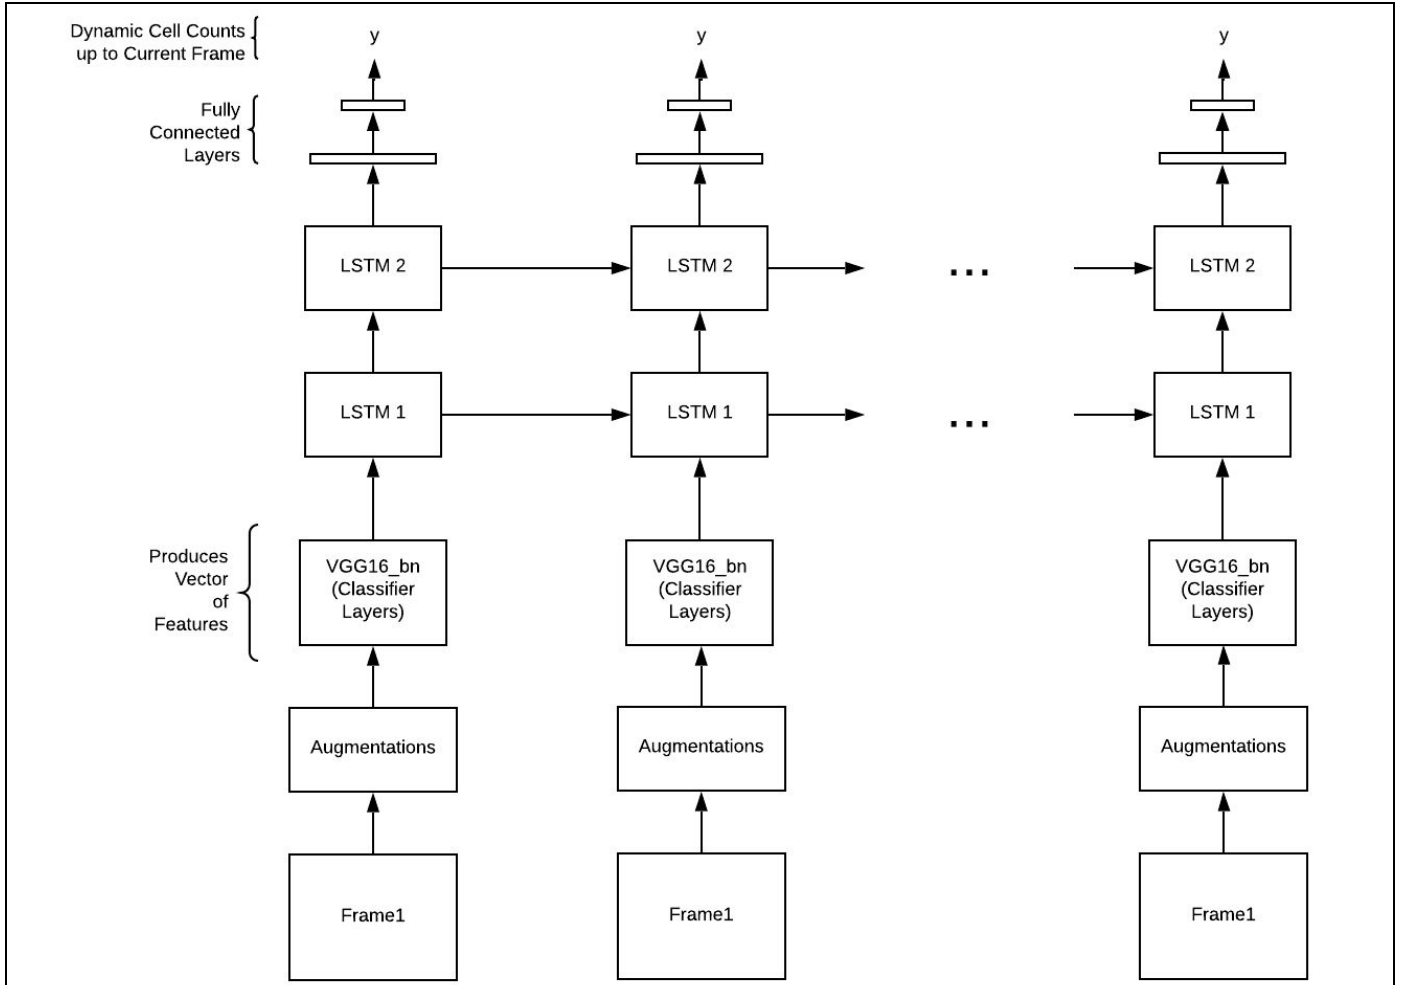 Dynamic Cell Counts
up to Current Frame
y
y
y
Fully
Connected
Layers
LSTM 2
LSTM 2
...
LSTM 2
LSTM 1
LSTM 1
...
LSTM 1
Produces
Vector
of
Features
VGG16_bn
(Classifier
Layers)
VGG16_bn
(Classifier
Layers)
VGG16_bn
(Classifier
Layers)
Augmentations
Augmentations
Augmentations
Frame1
Frame1
Frame1